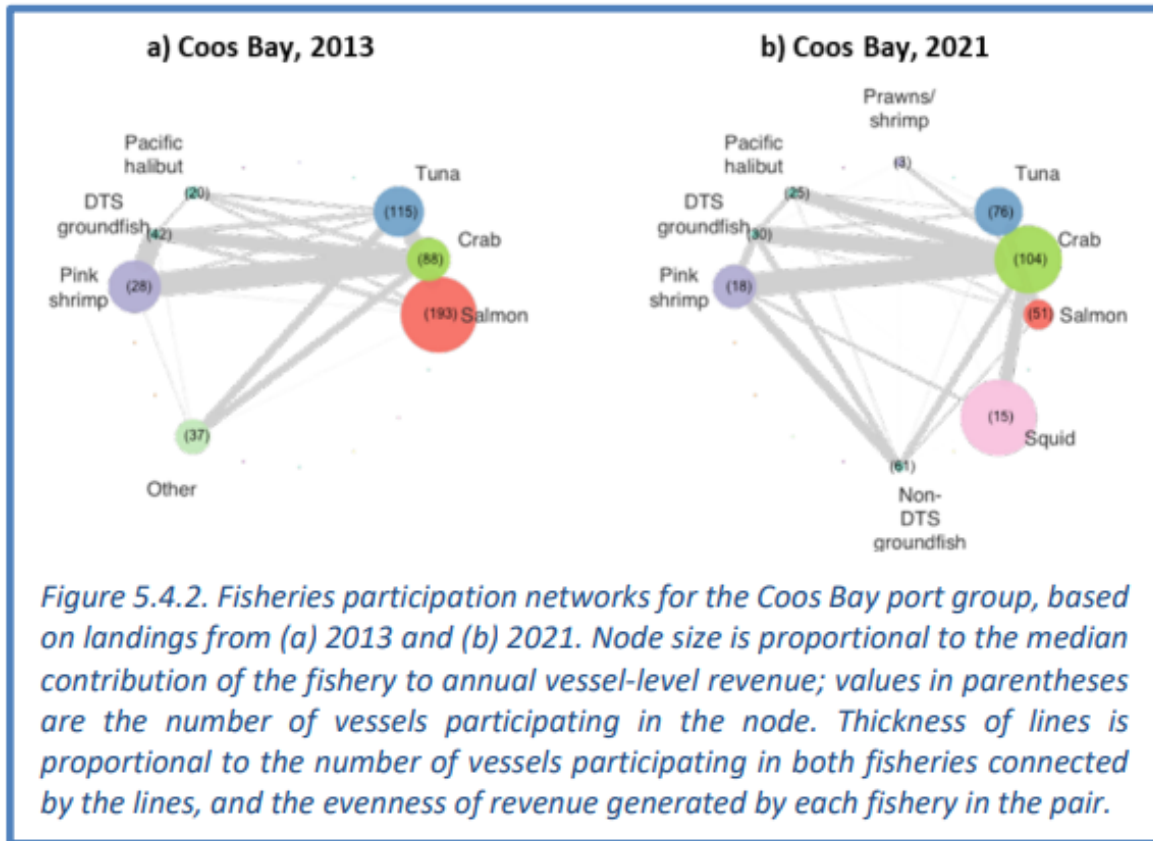 a) Coos Bay, 2013
Pacific
halibut
(20)
DTS
groundfish
(42)
Pink
shrimp
(28)
Tuna
(115)
Crab
(88)
(193)
Salmon
(37)
Other
b) Coos Bay, 2021
Prawns/
shrimp
(3)
Pacific
halibut
(25)
DTS
groundfish
(30)
Pink
shrimp
(18)
Tuna
(76)
Crab
(104)
(51)
Salmon
(15)
Squid
(61)
Non-
DTS
groundfish
Figure 5.4.2. Fisheries participation networks for the Coos Bay port group, based
on landings from (a) 2013 and (b) 2021. Node size is proportional to the median
contribution of the fishery to annual vessel-level revenue; values in parentheses
are the number of vessels participating in the node. Thickness of lines is
proportional to the number of vessels participating in both fisheries connected
by the lines, and the evenness of revenue generated by each fishery in the pair.